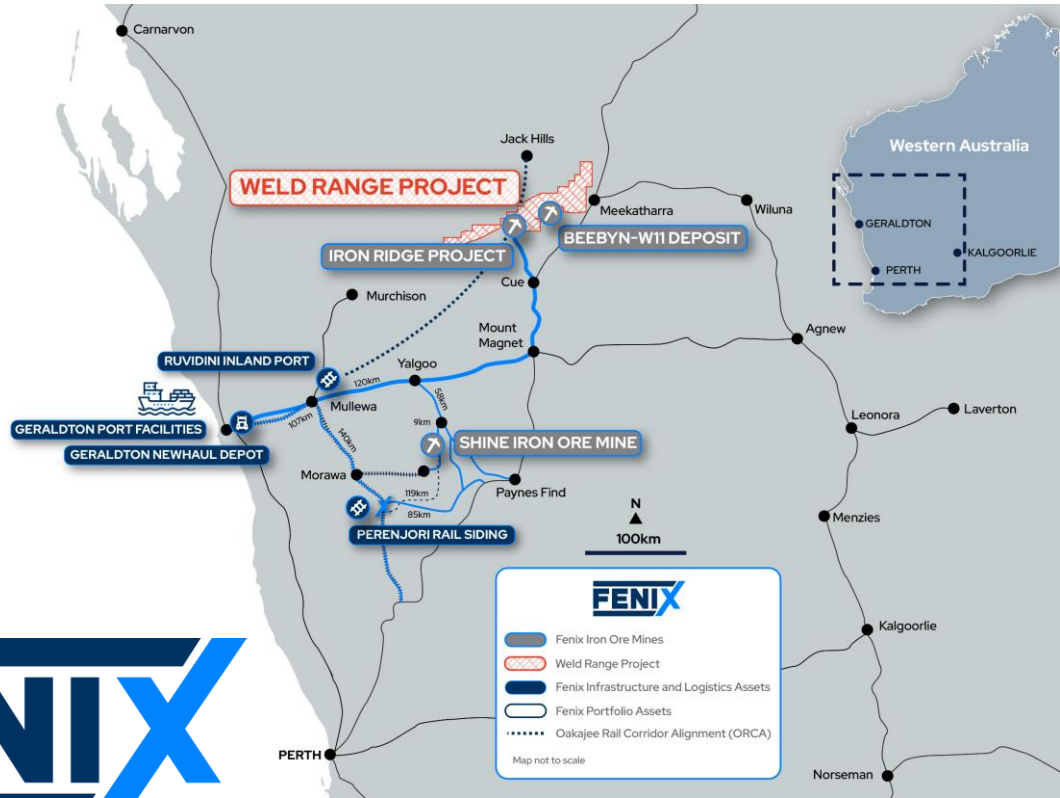 Carnarvon
Jack Hills
WELD RANGE PROJECT
Meekatharra
Wiluna
BEEBYN-W11 DEPOSIT
IRON RIDGE PROJECT
Cue
Murchison
Mount
Magnet
Agnew
Yalgoo
RUVIDINI INLAND PORT
120km
58km
Mullewa
107km
9km
GERALDTON PORT FACILITIES
GERALDTON NEWHAUL DEPOT
140km
SHINE IRON ORE MINE
Leonora
Laverton
Morawa
119km
85km
Paynes Find
PERENJORI RAIL SIDING
N
100km
Menzies
Kalgoorlie
PERTH
Norseman
Western Australia
GERALDTON
KALGOORLIE
PERTH
FENIX
Fenix Iron Ore Mines
Weld Range Project
Fenix Infrastructure and Logistics Assets
Fenix Portfolio Assets
Oakajee Rail Corridor Alignment (ORCA)
Map not to scale
NIX